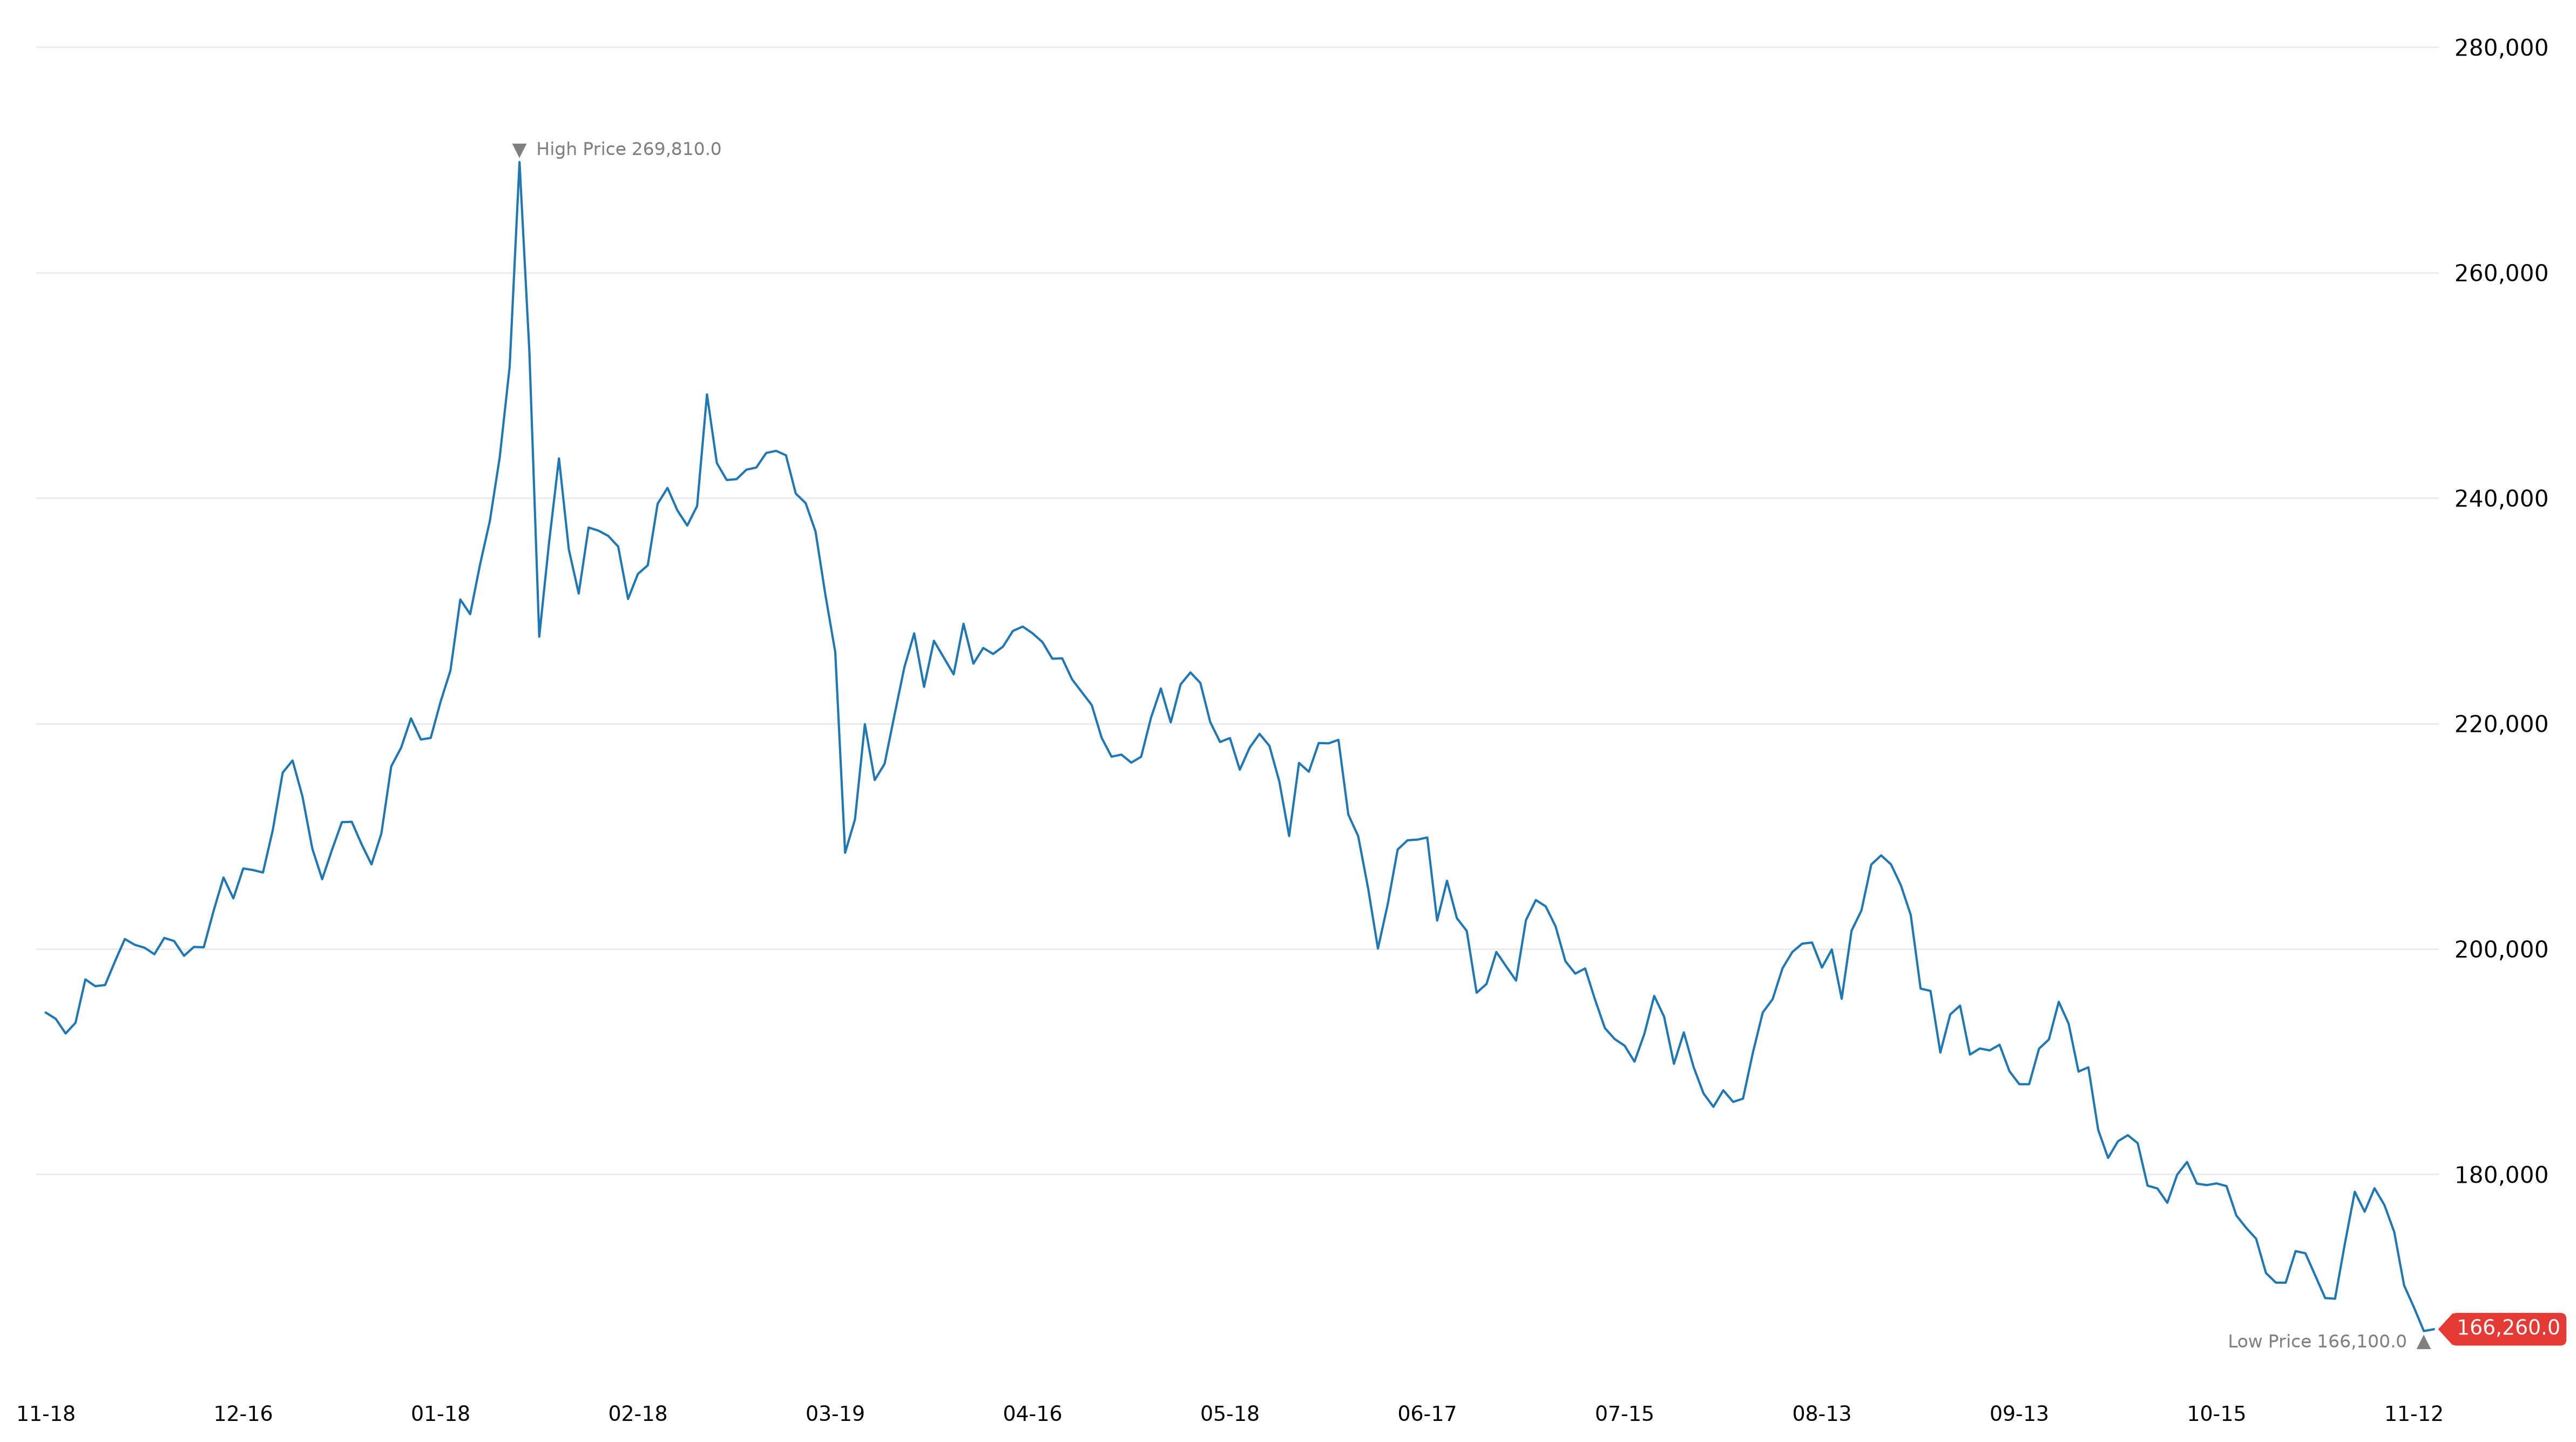 280,000
▼ High Price 269,810.0
260,000
240,000
220,000
200,000
180,000
166,260.0
Low Price 166,100.0 ▲
11-18 12-16 01-18 02-18 03-19 04-16 05-18 06-17 07-15 08-13 09-13 10-15 11-12